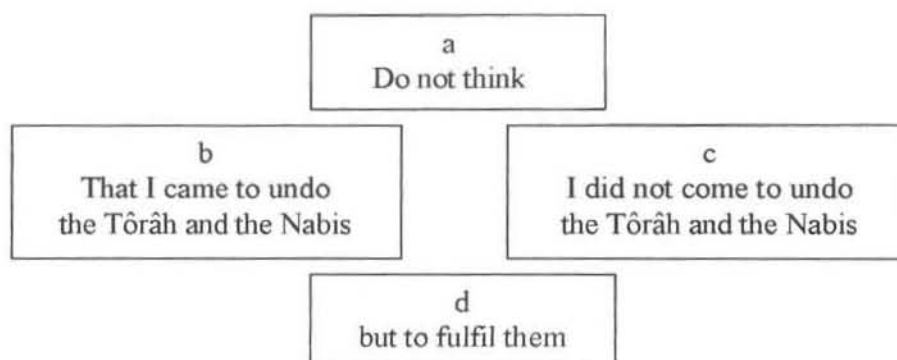 a
Do not think
b
That I came to undo
the Tôrâh and the Nabis
c
I did not come to undo
the Tôrâh and the Nabis
d
but to fulfil them